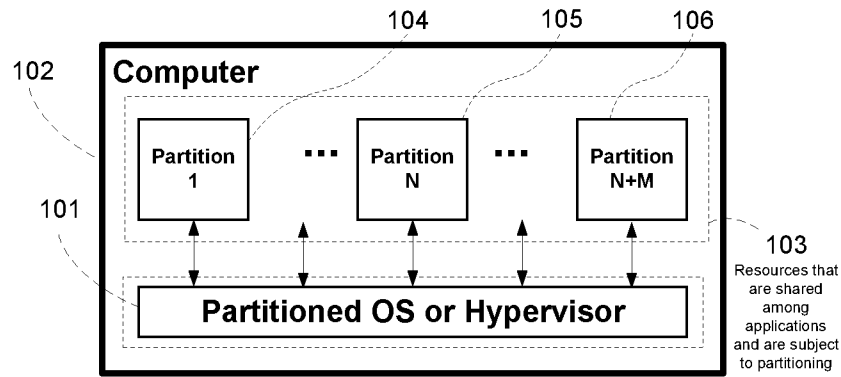 104
105
106
102
Computer
Partition
1
...
Partition
N
...
Partition
N+M
101
103
Resources that
are shared
among
applications
and are subject
to partitioning
Partitioned OS or Hypervisor